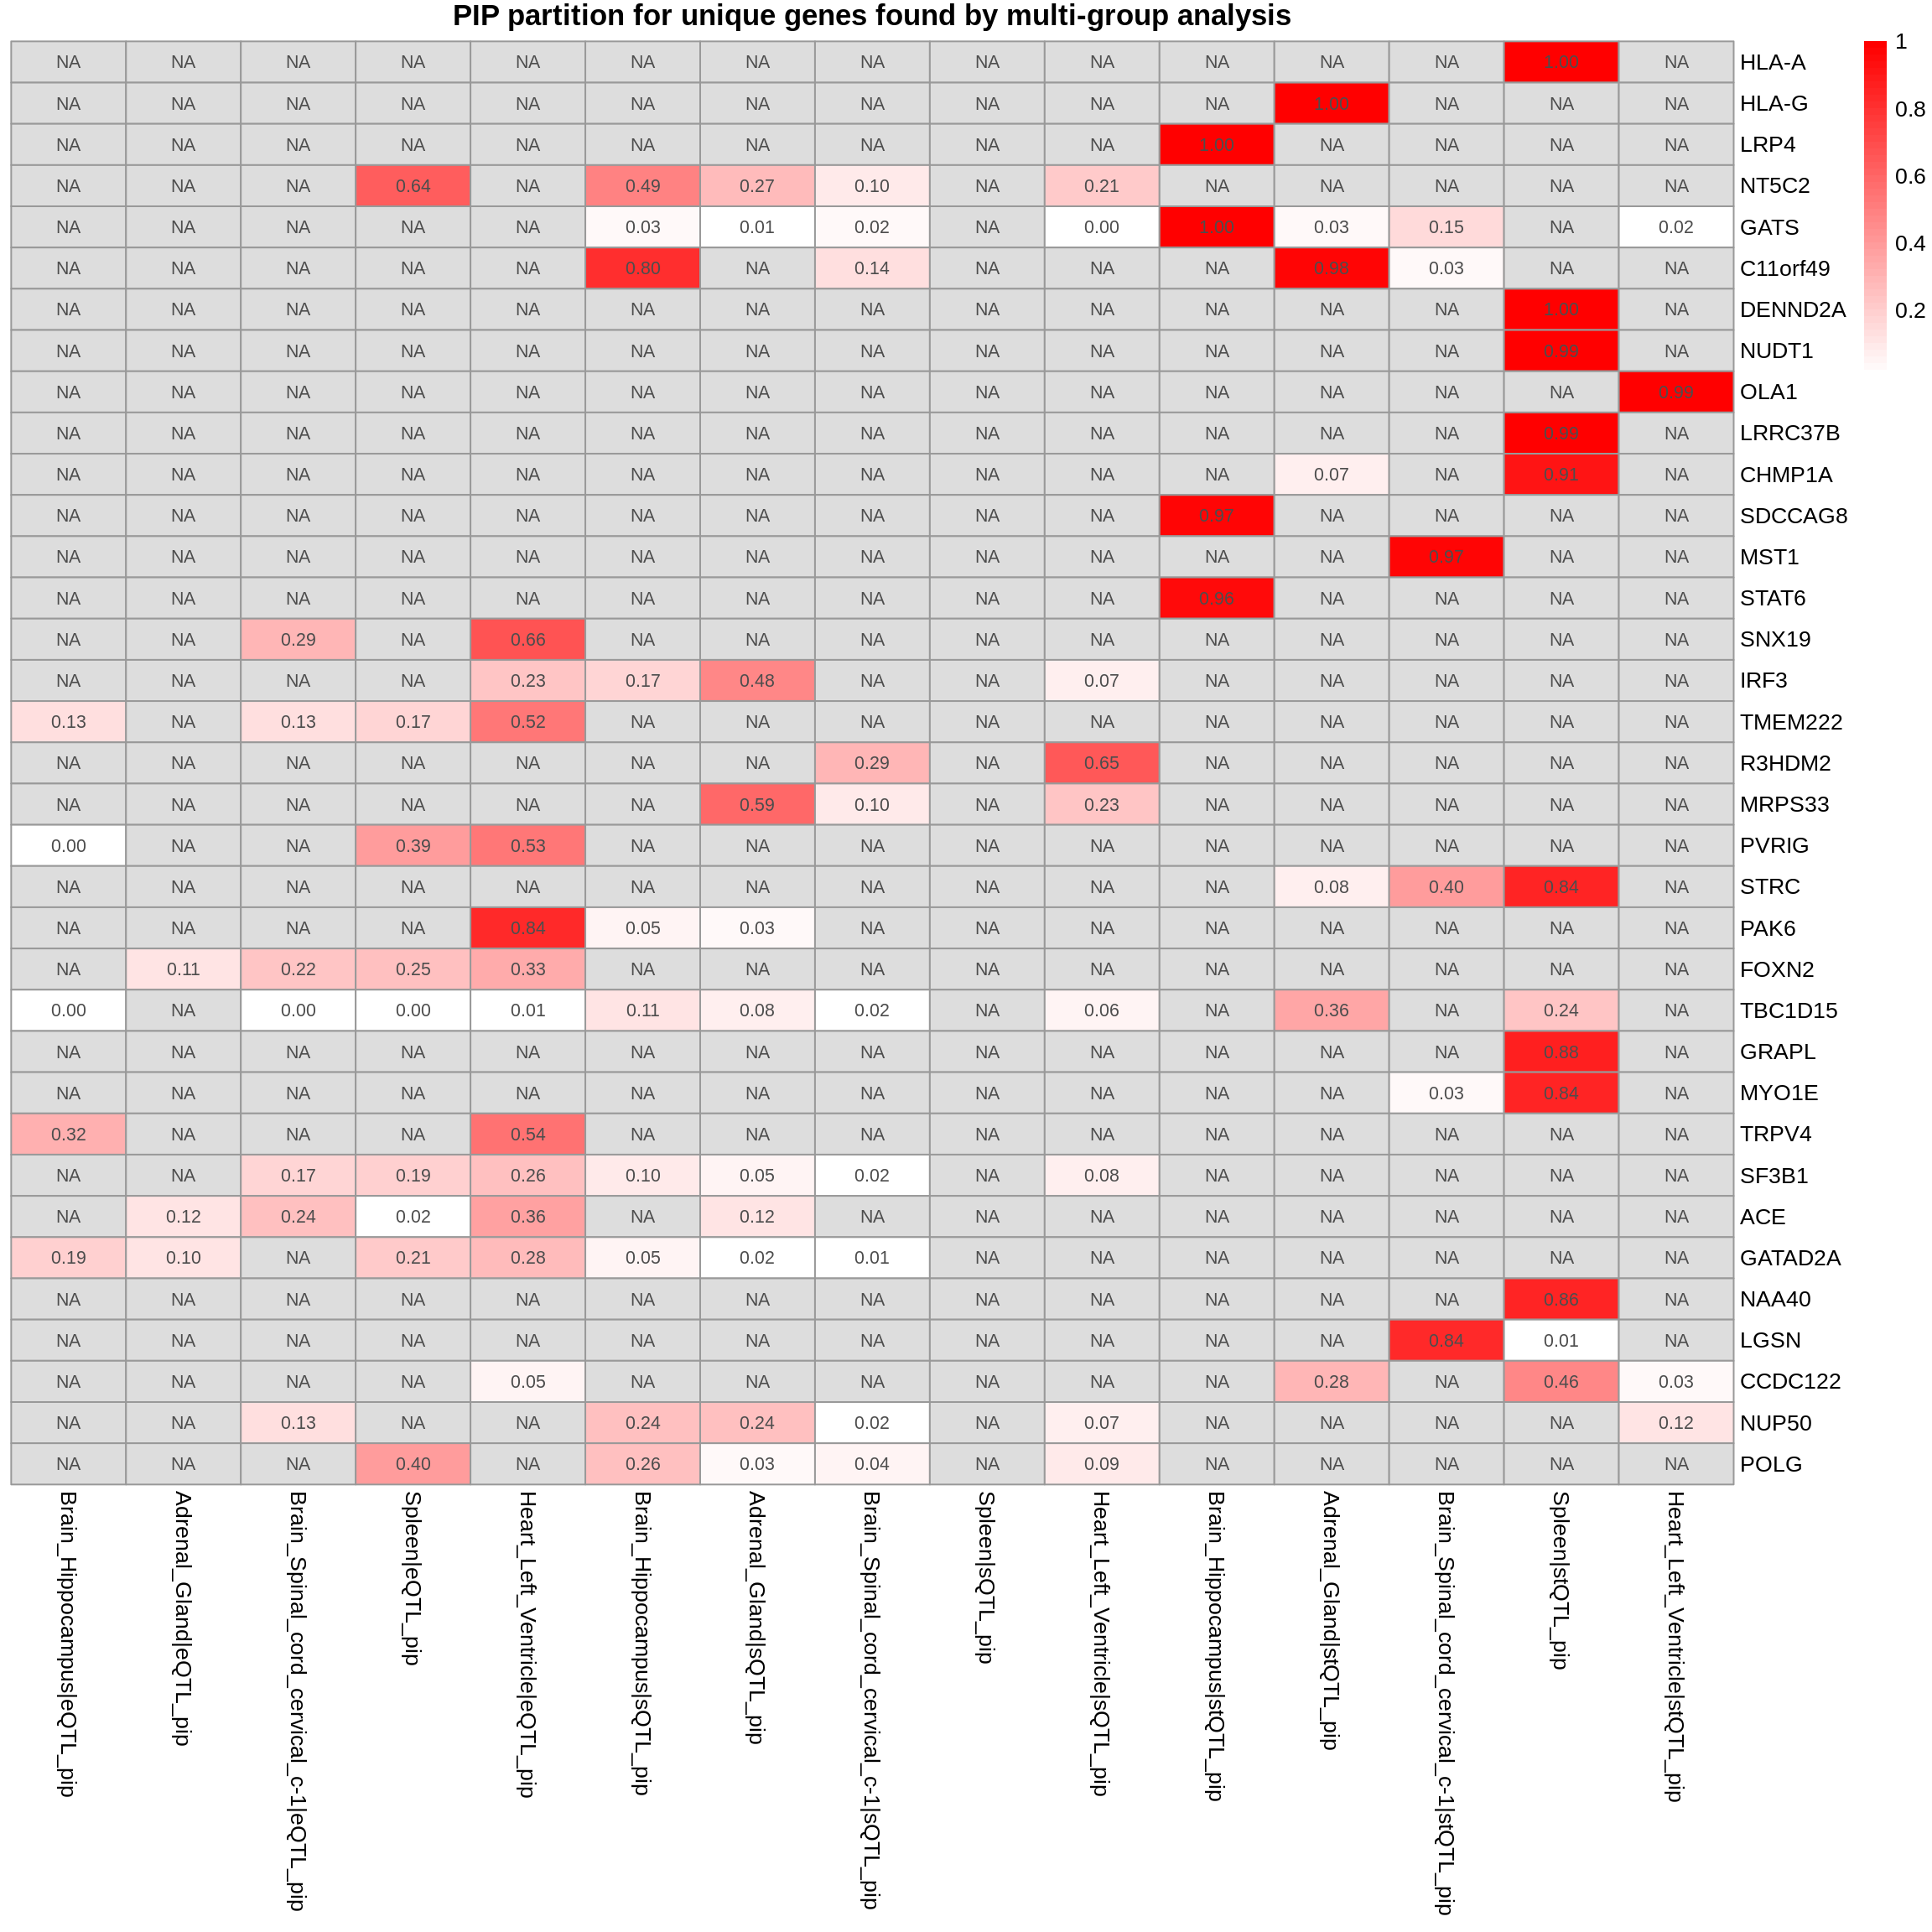 PIP partition for unique genes found by multi-group analysis
NA NA NA NA NA NA NA NA NA NA NA NA NA 1.00 NA HLA-A
NA NA NA NA NA NA NA NA NA NA NA 1.00 NA NA NA HLA-G
NA NA NA NA NA NA NA NA NA NA 1.00 NA NA NA NA LRP4
NA NA NA 0.64 NA 0.49 0.27 0.10 NA 0.21 NA NA NA NA NA NT5C2
NA NA NA NA NA 0.03 0.01 0.02 NA 0.00 1.00 0.03 0.15 NA 0.02 GATS
NA NA NA NA NA 0.80 NA 0.14 NA NA NA 0.98 0.03 NA NA C11orf49
NA NA NA NA NA NA NA NA NA NA NA NA NA 1.00 NA DENND2A
NA NA NA NA NA NA NA NA NA NA NA NA NA 0.99 NA NUDT1
NA NA NA NA NA NA NA NA NA NA NA NA NA NA 0.99 OLA1
NA NA NA NA NA NA NA NA NA NA NA NA NA 0.99 NA LRRC37B
NA NA NA NA NA NA NA NA NA NA NA 0.07 NA 0.91 NA CHMP1A
NA NA NA NA NA NA NA NA NA NA 0.97 NA NA NA NA SDCCAG8
NA NA NA NA NA NA NA NA NA NA NA NA 0.97 NA NA MST1
NA NA NA NA NA NA NA NA NA NA 0.96 NA NA NA NA STAT6
NA NA 0.29 NA 0.66 NA NA NA NA NA NA NA NA NA NA SNX19
NA NA NA NA 0.23 0.17 0.48 NA NA 0.07 NA NA NA NA NA IRF3
0.13 NA 0.13 0.17 0.52 NA NA NA NA NA NA NA NA NA NA TMEM222
NA NA NA NA NA NA NA 0.29 NA 0.65 NA NA NA NA NA R3HDM2
NA NA NA NA NA NA 0.59 0.10 NA 0.23 NA NA NA NA NA MRPS33
0.00 NA NA 0.39 0.53 NA NA NA NA NA NA NA NA NA NA PVRIG
NA NA NA NA NA NA NA NA NA NA NA 0.08 0.40 0.84 NA STRC
NA NA NA NA 0.84 0.05 0.03 NA NA NA NA NA NA NA NA PAK6
NA 0.11 0.22 0.25 0.33 NA NA NA NA NA NA NA NA NA NA FOXN2
0.00 NA 0.00 0.00 0.01 0.11 0.08 0.02 NA 0.06 NA 0.36 NA 0.24 NA TBC1D15
NA NA NA NA NA NA NA NA NA NA NA NA NA 0.88 NA GRAPL
NA NA NA NA NA NA NA NA NA NA NA NA 0.03 0.84 NA MYO1E
0.32 NA NA NA 0.54 NA NA NA NA NA NA NA NA NA NA TRPV4
NA NA 0.17 0.19 0.26 0.10 0.05 0.02 NA 0.08 NA NA NA NA NA SF3B1
NA 0.12 0.24 0.02 0.36 NA 0.12 NA NA NA NA NA NA NA NA ACE
0.19 0.10 NA 0.21 0.28 0.05 0.02 0.01 NA NA NA NA NA NA NA GATAD2A
NA NA NA NA NA NA NA NA NA NA NA NA NA 0.86 NA NAA40
NA NA NA NA NA NA NA NA NA NA NA NA 0.84 0.01 NA LGSN
NA NA NA NA 0.05 NA NA NA NA NA NA 0.28 NA 0.46 0.03 CCDC122
NA NA 0.13 NA NA 0.24 0.24 0.02 NA 0.07 NA NA NA NA 0.12 NUP50
NA NA NA 0.40 NA 0.26 0.03 0.04 NA 0.09 NA NA NA NA NA POLG
Brain_Hippocampus|eQTL_pip
Adrenal_Gland|eQTL_pip
Brain_Spinal_cord_cervical_c-1|eQTL_pip
Spleen|eQTL_pip
Heart_Left_Ventricle|eQTL_pip
Brain_Hippocampus|sQTL_pip
Adrenal_Gland|sQTL_pip
Brain_Spinal_cord_cervical_c-1|sQTL_pip
Spleen|sQTL_pip
Heart_Left_Ventricle|sQTL_pip
Brain_Hippocampus|stQTL_pip
Adrenal_Gland|stQTL_pip
Brain_Spinal_cord_cervical_c-1|stQTL_pip
Spleen|stQTL_pip
Heart_Left_Ventricle|stQTL_pip
1
0.8
0.6
0.4
0.2